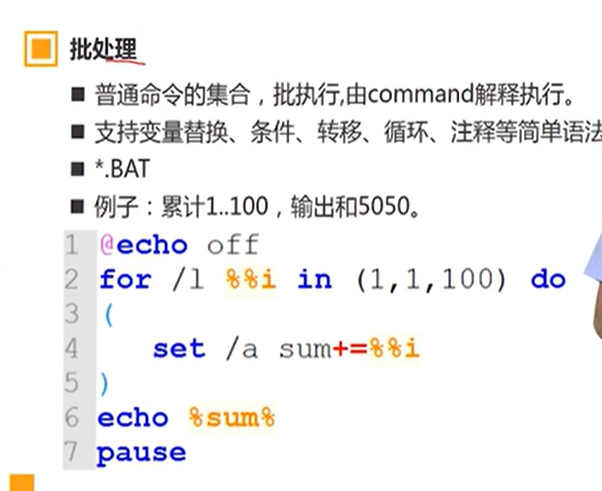 批处理
■ 普通命令的集合，批执行,由command解释执行。
■ 支持变量替换、条件、转移、循环、注释等简单语法
■ *.BAT
■ 例子：累计1..100，输出和5050。
1 @echo off
2 for /l %%i in (1,1,100) do
3 (
4 set /a sum+=%%i
5 )
6 echo %sum%
7 pause